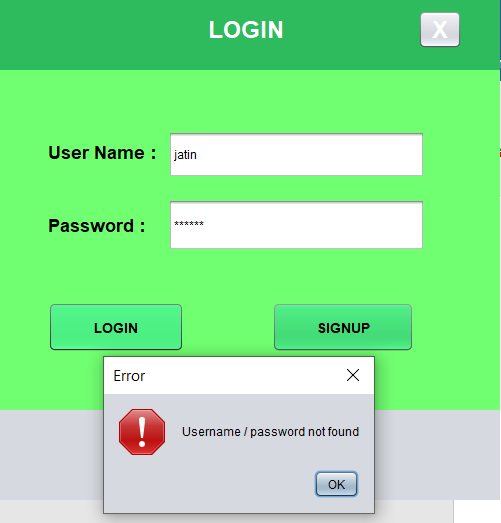 LOGIN X
User Name : jatin
Password : ******
LOGIN SIGNUP
Error
Username / password not found
OK